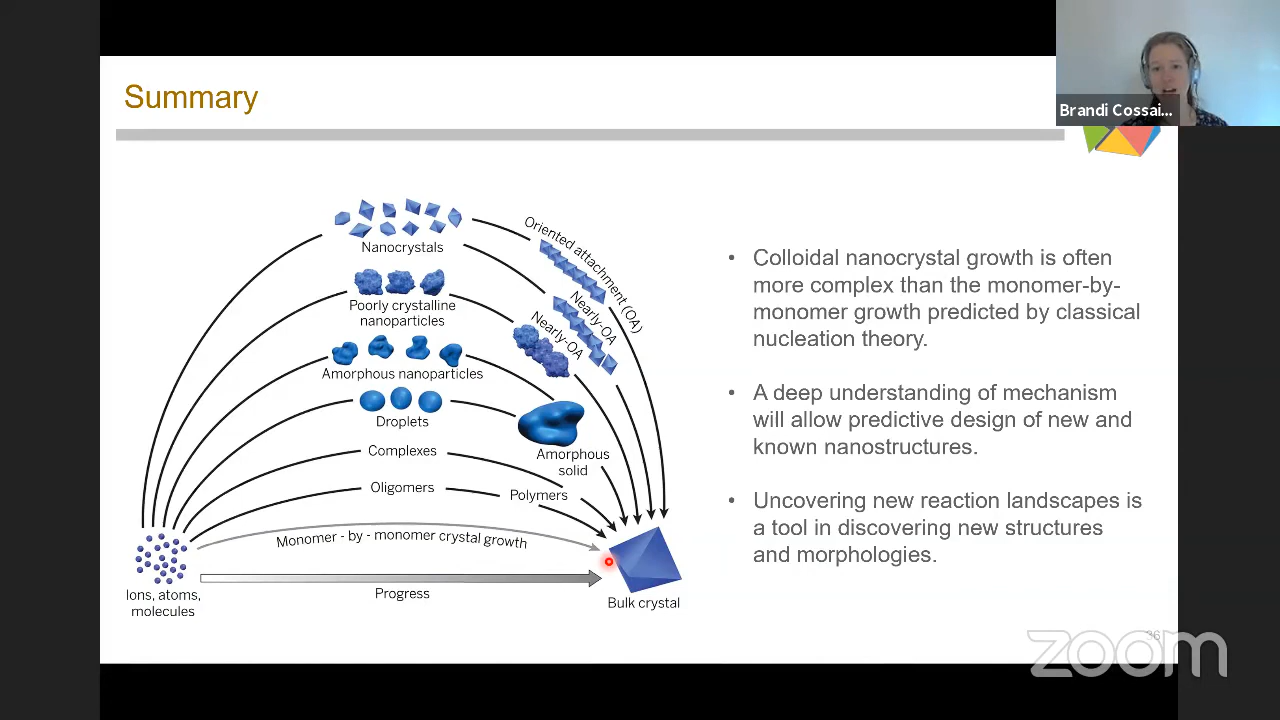 Summary
Brandi Cossai...
Nanocrystals
Oriented attachment (OA)
Poorly crystalline
nanoparticles
Nearly-OA
Nearly-OA
Amorphous nanoparticles
Droplets
Amorphous
solid
Complexes
Oligomers
Polymers
Monomer - by - monomer crystal growth
Ions, atoms,
molecules
Progress
Bulk crystal
• Colloidal nanocrystal growth is often
more complex than the monomer-by-
monomer growth predicted by classical
nucleation theory.
• A deep understanding of mechanism
will allow predictive design of new and
known nanostructures.
• Uncovering new reaction landscapes is
a tool in discovering new structures
and morphologies.
36
zoom